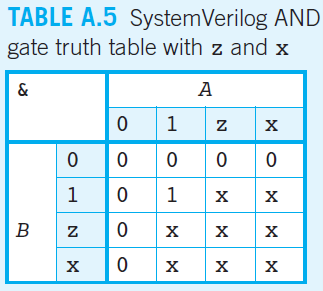 TABLE A.5 SystemVerilog AND
gate truth table with z and x
& A
0 1 z x
0 0 0 0 0
1 0 1 x x
B z 0 x x x
x 0 x x x